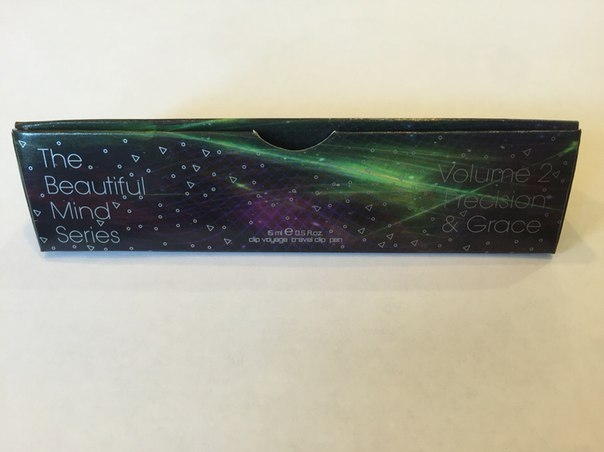 The
Beautiful
Mind
Series
Volume 2
Precision
& Grace
15 ml e 0.5 fl.oz.
clip voyage travel clip pen